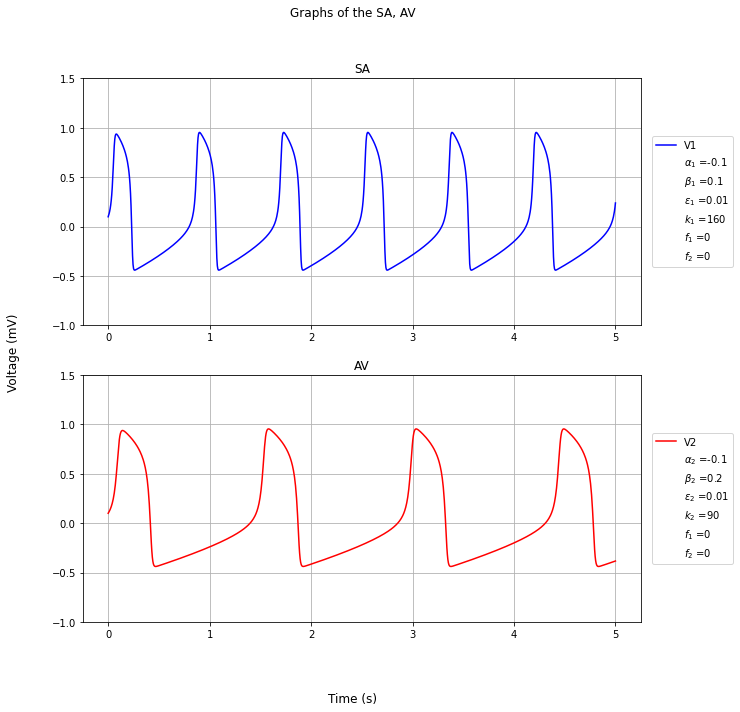 Graphs of the SA, AV
SA
1.5
1.0
0.5
0.0
−0.5
−1.0
0 1 2 3 4 5
V1
α₁ =-0.1
β₁ =0.1
ε₁ =0.01
k₁ =160
f₁ =0
f₂ =0
Voltage (mV)
AV
1.5
1.0
0.5
0.0
−0.5
−1.0
0 1 2 3 4 5
V2
α₂ =-0.1
β₂ =0.2
ε₂ =0.01
k₂ =90
f₁ =0
f₂ =0
Time (s)